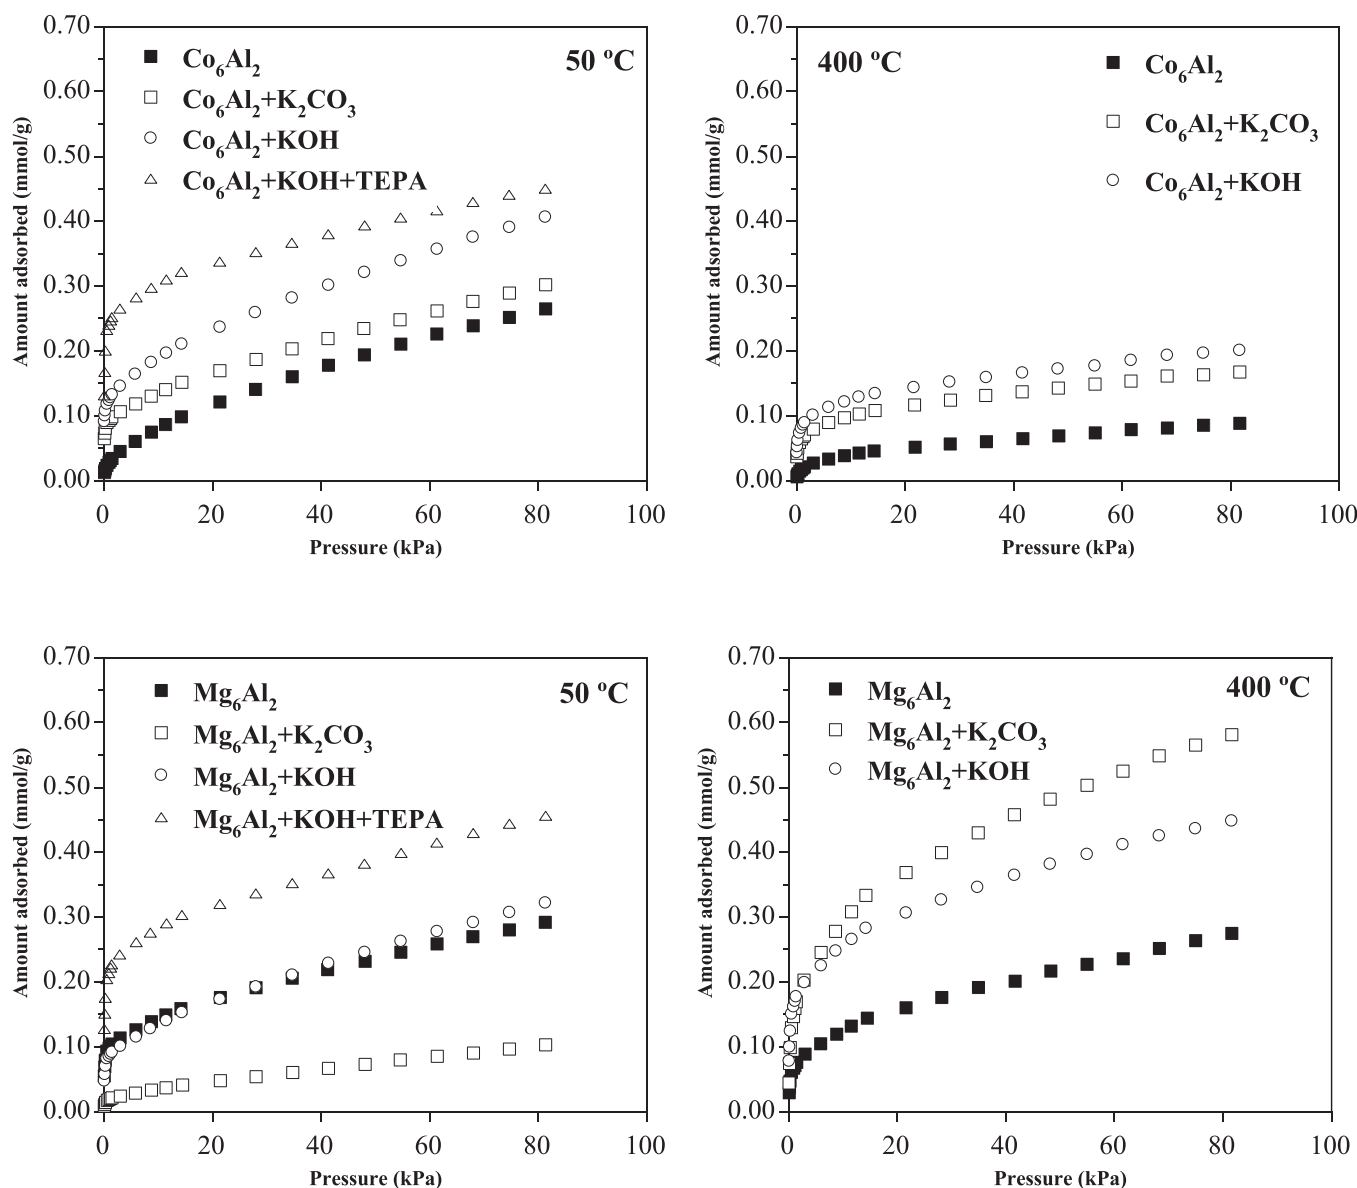 0.70
0.60
0.50
0.40
0.30
0.20
0.10
0.00
Amount adsorbed (mmol/g)
Co6Al2
Co6Al2+K2CO3
Co6Al2+KOH
Co6Al2+KOH+TEPA
50 ºC
0 20 40 60 80 100
Pressure (kPa)
0.70
0.60
0.50
0.40
0.30
0.20
0.10
0.00
Amount adsorbed (mmol/g)
400 ºC
Co6Al2
Co6Al2+K2CO3
Co6Al2+KOH
0 20 40 60 80 100
Pressure (kPa)
0.70
0.60
0.50
0.40
0.30
0.20
0.10
0.00
Amount adsorbed (mmol/g)
Mg6Al2
Mg6Al2+K2CO3
Mg6Al2+KOH
Mg6Al2+KOH+TEPA
50 ºC
0 20 40 60 80 100
Pressure (kPa)
0.70
0.60
0.50
0.40
0.30
0.20
0.10
0.00
Amount adsorbed (mmol/g)
Mg6Al2
Mg6Al2+K2CO3
Mg6Al2+KOH
400 ºC
0 20 40 60 80 100
Pressure (kPa)